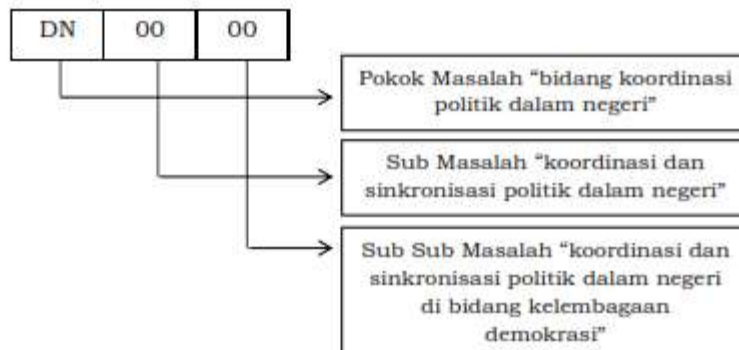 DN 00 00
Pokok Masalah “bidang koordinasi
politik dalam negeri”
Sub Masalah “koordinasi dan
sinkronisasi politik dalam negeri”
Sub Sub Masalah “koordinasi dan
sinkronisasi politik dalam negeri
di bidang kelembagaan
demokrasi”